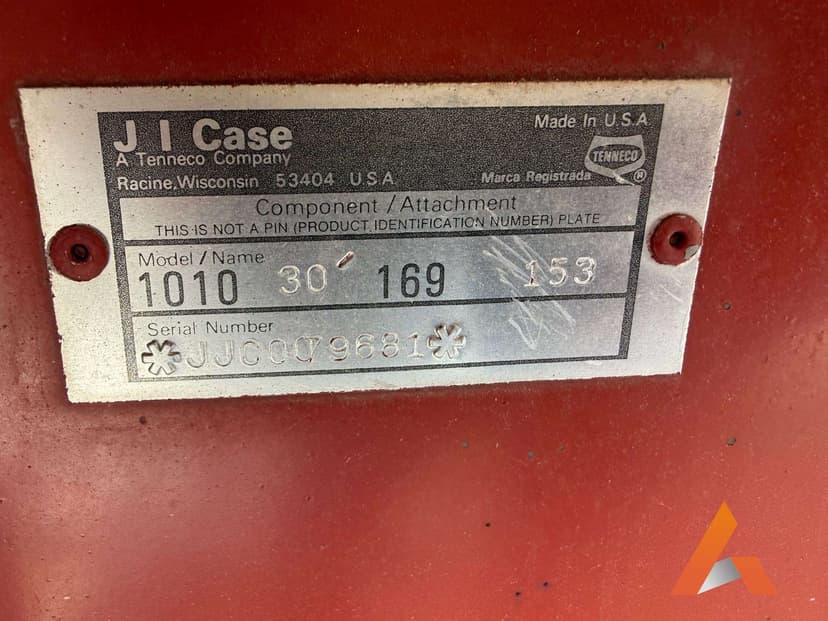 J I Case
A Tenneco Company
Racine, Wisconsin 53404 U.S.A
Made In U.S.A.
TENNECO
Marca Registrada ®
Component / Attachment
THIS IS NOT A PIN (PRODUCT IDENTIFICATION NUMBER) PLATE
Model / Name
1010 30' 169 153
Serial Number
*JJC0079681*